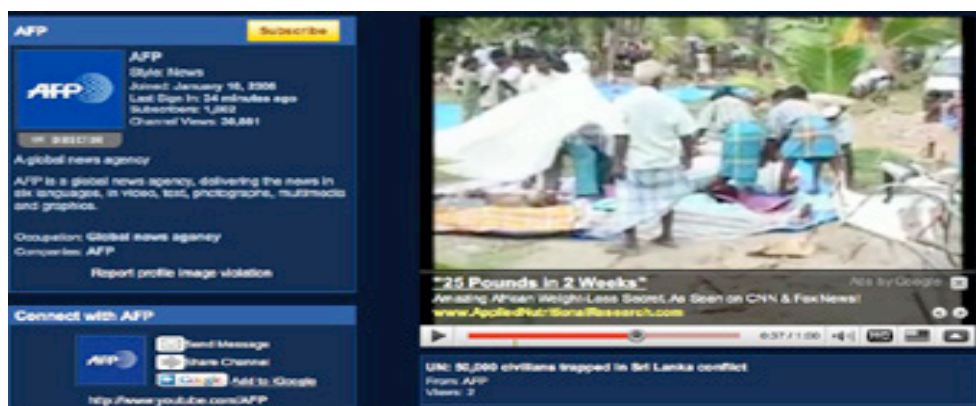 AFP
Subscribe
AFP
AFP
Style: News
Joined: January 16, 2006
Last Sign In: 34 minutes ago
Subscribers: 1,002
Channel Views: 38,881
A global news agency
AFP is a global news agency, delivering the news in
six languages, in video, text, photographs, multimedia
and graphics.
Occupation: Global news agency
Companies: AFP
Report profile image violation
Connect with AFP
AFP
Send Message
Share Channel
Google Add to iGoogle
http://www.youtube.com/AFP
"25 Pounds in 2 Weeks"
Ads by Google
Amazing African Weight-Loss Secret, As Seen on CNN & Fox News!
www.AppliedNutritionalResearch.com
0:37 / 1:00
HQ
UN: 50,000 civilians trapped in Sri Lanka conflict
From: AFP
Views: 2